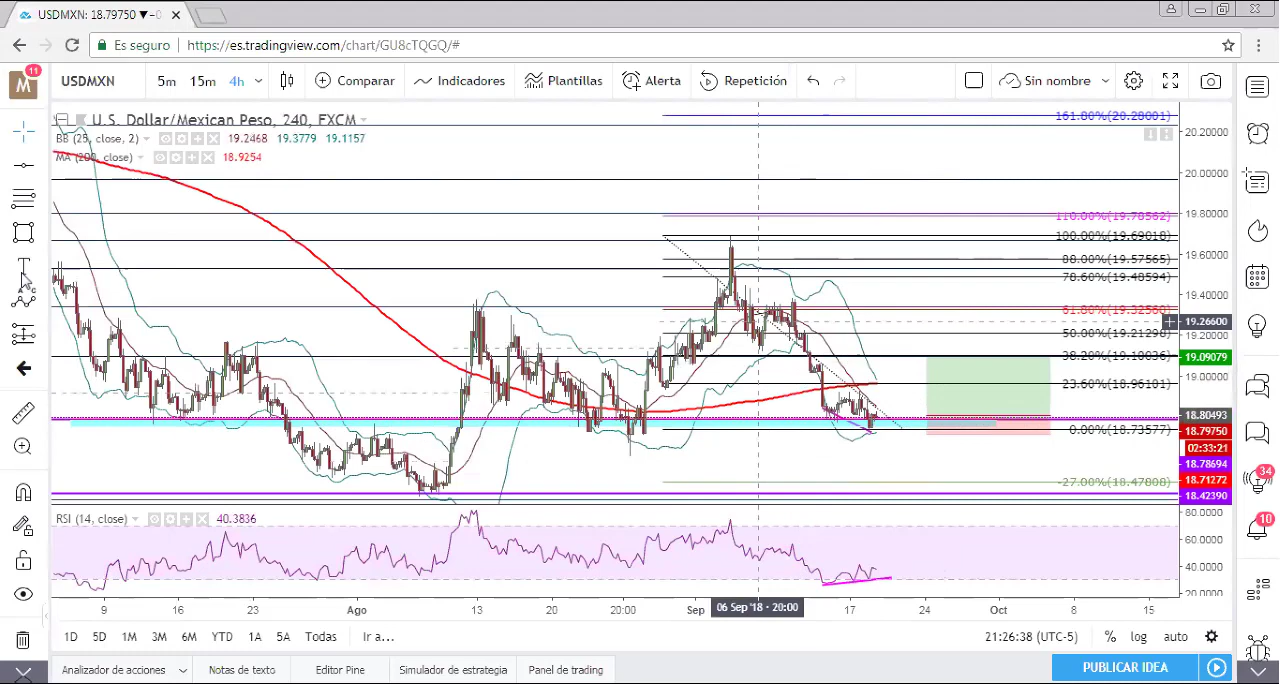 USDMXN: 18.79750 ▼−0
Es seguro | https://es.tradingview.com/chart/GU8cTQGQ/#
M 11
USDMXN 5m 15m 4h Comparar Indicadores Plantillas Alerta Repetición Sin nombre
U.S. Dollar/Mexican Peso, 240, FXCM
BB (25, close, 2) 19.2468 19.3779 19.1157
MA (200, close) 18.9254
161.80%(20.28001)
110.00%(19.78562)
100.00%(19.69018)
88.00%(19.57565)
78.60%(19.48594)
61.80%(19.32560)
50.00%(19.21298)
38.20%(19.10036)
23.60%(18.96101)
0.00%(18.73577)
-27.00%(18.47808)
20.20000
20.00000
19.80000
19.60000
19.40000
19.26600
19.20000
19.09079
19.00000
18.80493
18.79750
02:33:21
18.78694
18.71272
18.42390
RSI (14, close) 40.3836
80.0000
60.0000
40.0000
20.0000
34
10
9 16 23 Ago 13 20 20:00 Sep 06 Sep '18 - 20:00 17 24 Oct 8 15
1D 5D 1M 3M 6M YTD 1A 5A Todas Ir a... 21:26:38 (UTC-5) % log auto
Analizador de acciones Notas de texto Editor Pine Simulador de estrategia Panel de trading PUBLICAR IDEA